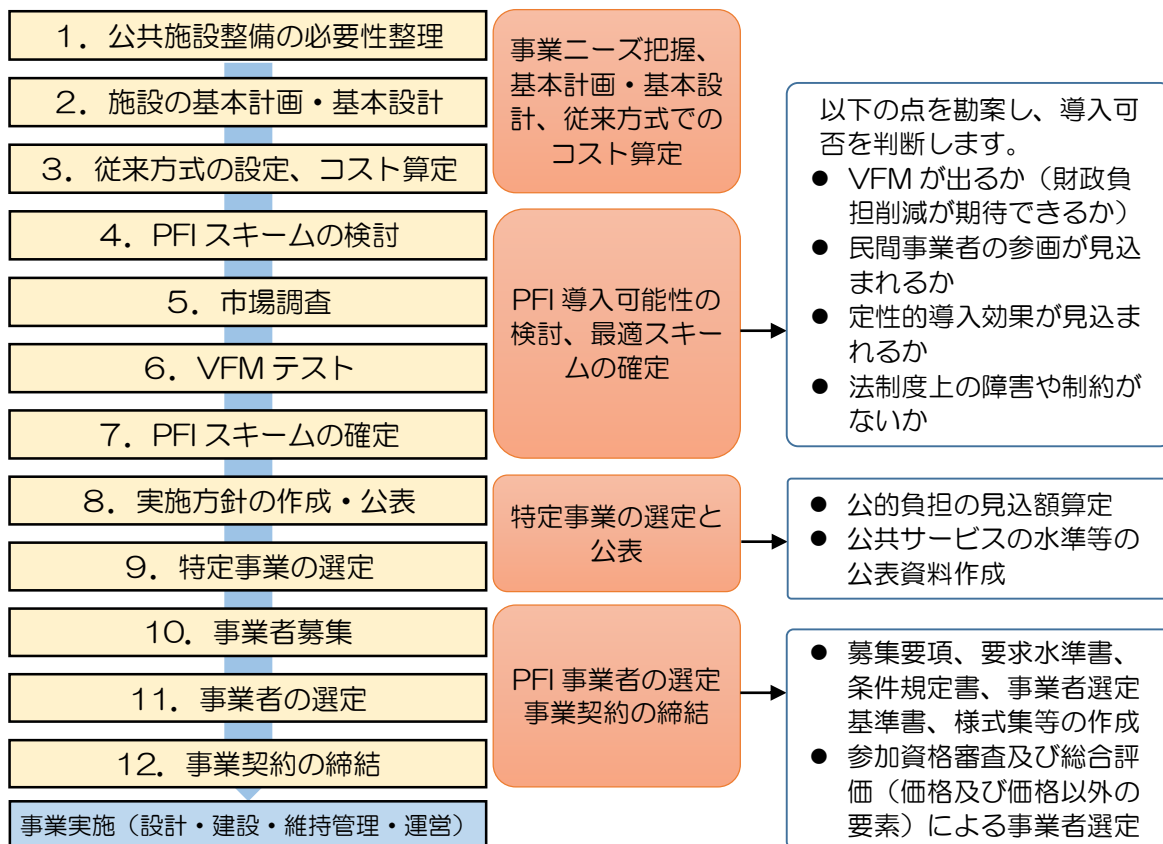 1．公共施設整備の必要性整理
2．施設の基本計画・基本設計
3．従来方式の設定、コスト算定
事業ニーズ把握、
基本計画・基本設
計、従来方式での
コスト算定
4．PFIスキームの検討
5．市場調査
6．VFMテスト
7．PFIスキームの確定
PFI導入可能性の
検討、最適スキー
ムの確定
以下の点を勘案し、導入可
否を判断します。
● VFMが出るか（財政負
担削減が期待できるか）
● 民間事業者の参画が見込
まれるか
● 定性的導入効果が見込ま
れるか
● 法制度上の障害や制約が
ないか
8．実施方針の作成・公表
9．特定事業の選定
特定事業の選定と
公表
● 公的負担の見込額算定
● 公共サービスの水準等の
公表資料作成
10．事業者募集
11．事業者の選定
12．事業契約の締結
PFI事業者の選定
事業契約の締結
● 募集要項、要求水準書、
条件規定書、事業者選定
基準書、様式集等の作成
● 参加資格審査及び総合評
価（価格及び価格以外の
要素）による事業者選定
事業実施（設計・建設・維持管理・運営）